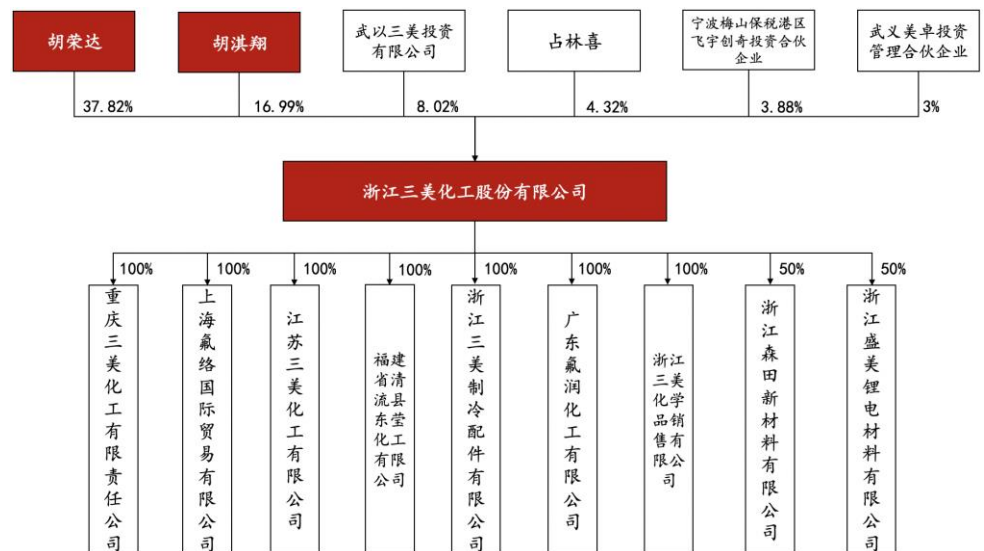 胡荣达
胡淇翔
武以三美投资
有限公司
占林喜
宁波梅山保税港区
飞宇创奇投资合伙
企业
武义美卓投资
管理合伙企业
37.82%
16.99%
8.02%
4.32%
3.88%
3%
浙江三美化工股份有限公司
100%
100%
100%
100%
100%
100%
100%
50%
50%
重庆三美化工有限责任公司
上海氟络国际贸易有限公司
江苏三美化工有限公司
福建
省清
流县
东莹
化工
有限
公司
浙江三美制冷配件有限公司
广东氟润化工有限公司
浙江
三美
化学
品销
售有
限公
司
浙江森田新材料有限公司
浙江盛美锂电材料有限公司